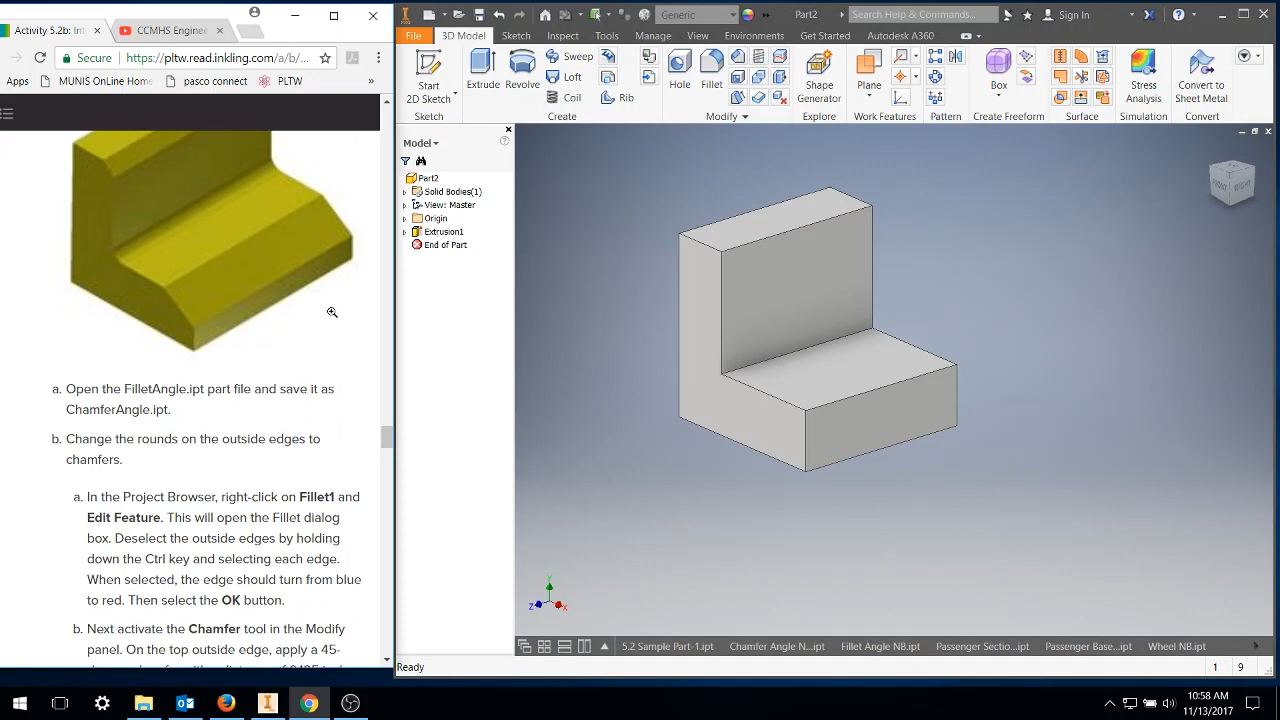 Activity 5.2b: Int
CCMHS Enginee
Secure
https://pltw.read.inkling.com/a/b/...
Apps
MUNIS OnLine Home
pasco connect
PLTW
»
a. Open the FilletAngle.ipt part file and save it as
ChamferAngle.ipt.
b. Change the rounds on the outside edges to
chamfers.
a. In the Project Browser, right-click on Fillet1 and
Edit Feature. This will open the Fillet dialog
box. Deselect the outside edges by holding
down the Ctrl key and selecting each edge.
When selected, the edge should turn from blue
to red. Then select the OK button.
b. Next activate the Chamfer tool in the Modify
panel. On the top outside edge, apply a 45-
Generic
Part2
Search Help & Commands...
Sign In
File
3D Model
Sketch
Inspect
Tools
Manage
View
Environments
Get Started
Autodesk A360
Start
2D Sketch
Extrude
Revolve
Sweep
Loft
Coil
Rib
Hole
Fillet
Shape
Generator
Plane
Box
Stress
Analysis
Convert to
Sheet Metal
Sketch
Create
Modify
Explore
Work Features
Pattern
Create Freeform
Surface
Simulation
Convert
Model
Part2
Solid Bodies(1)
View: Master
Origin
Extrusion1
End of Part
FRONT
RIGHT
Y
Z
X
5.2 Sample Part-1.ipt
Chamfer Angle N...ipt
Fillet Angle NB.ipt
Passenger Sectio...ipt
Passenger Base....ipt
Wheel NB.ipt
Ready
1
9
10:58 AM
11/13/2017